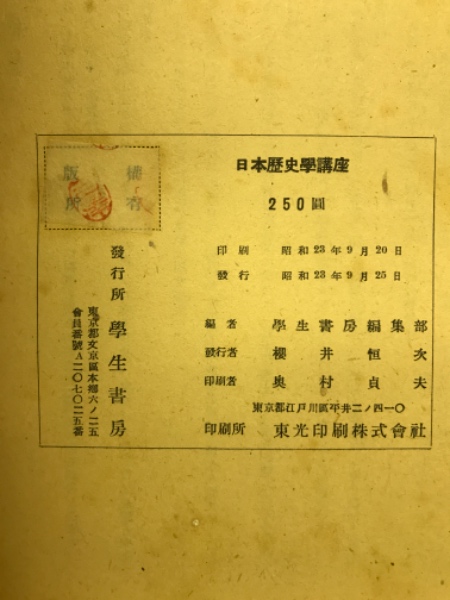 日本歷史學講座
250圓
印刷 昭和23年9月20日
發行 昭和23年9月25日
編者 學生書房編集部
發行者 櫻井恒次
印刷者 奧村貞夫
東京都江戸川區平井二ノ四一〇
印刷所 東光印刷株式會社
發行所 學生書房
東京都文京區本鄕六ノ二五
會員番號A二〇七〇二五番
版權所有